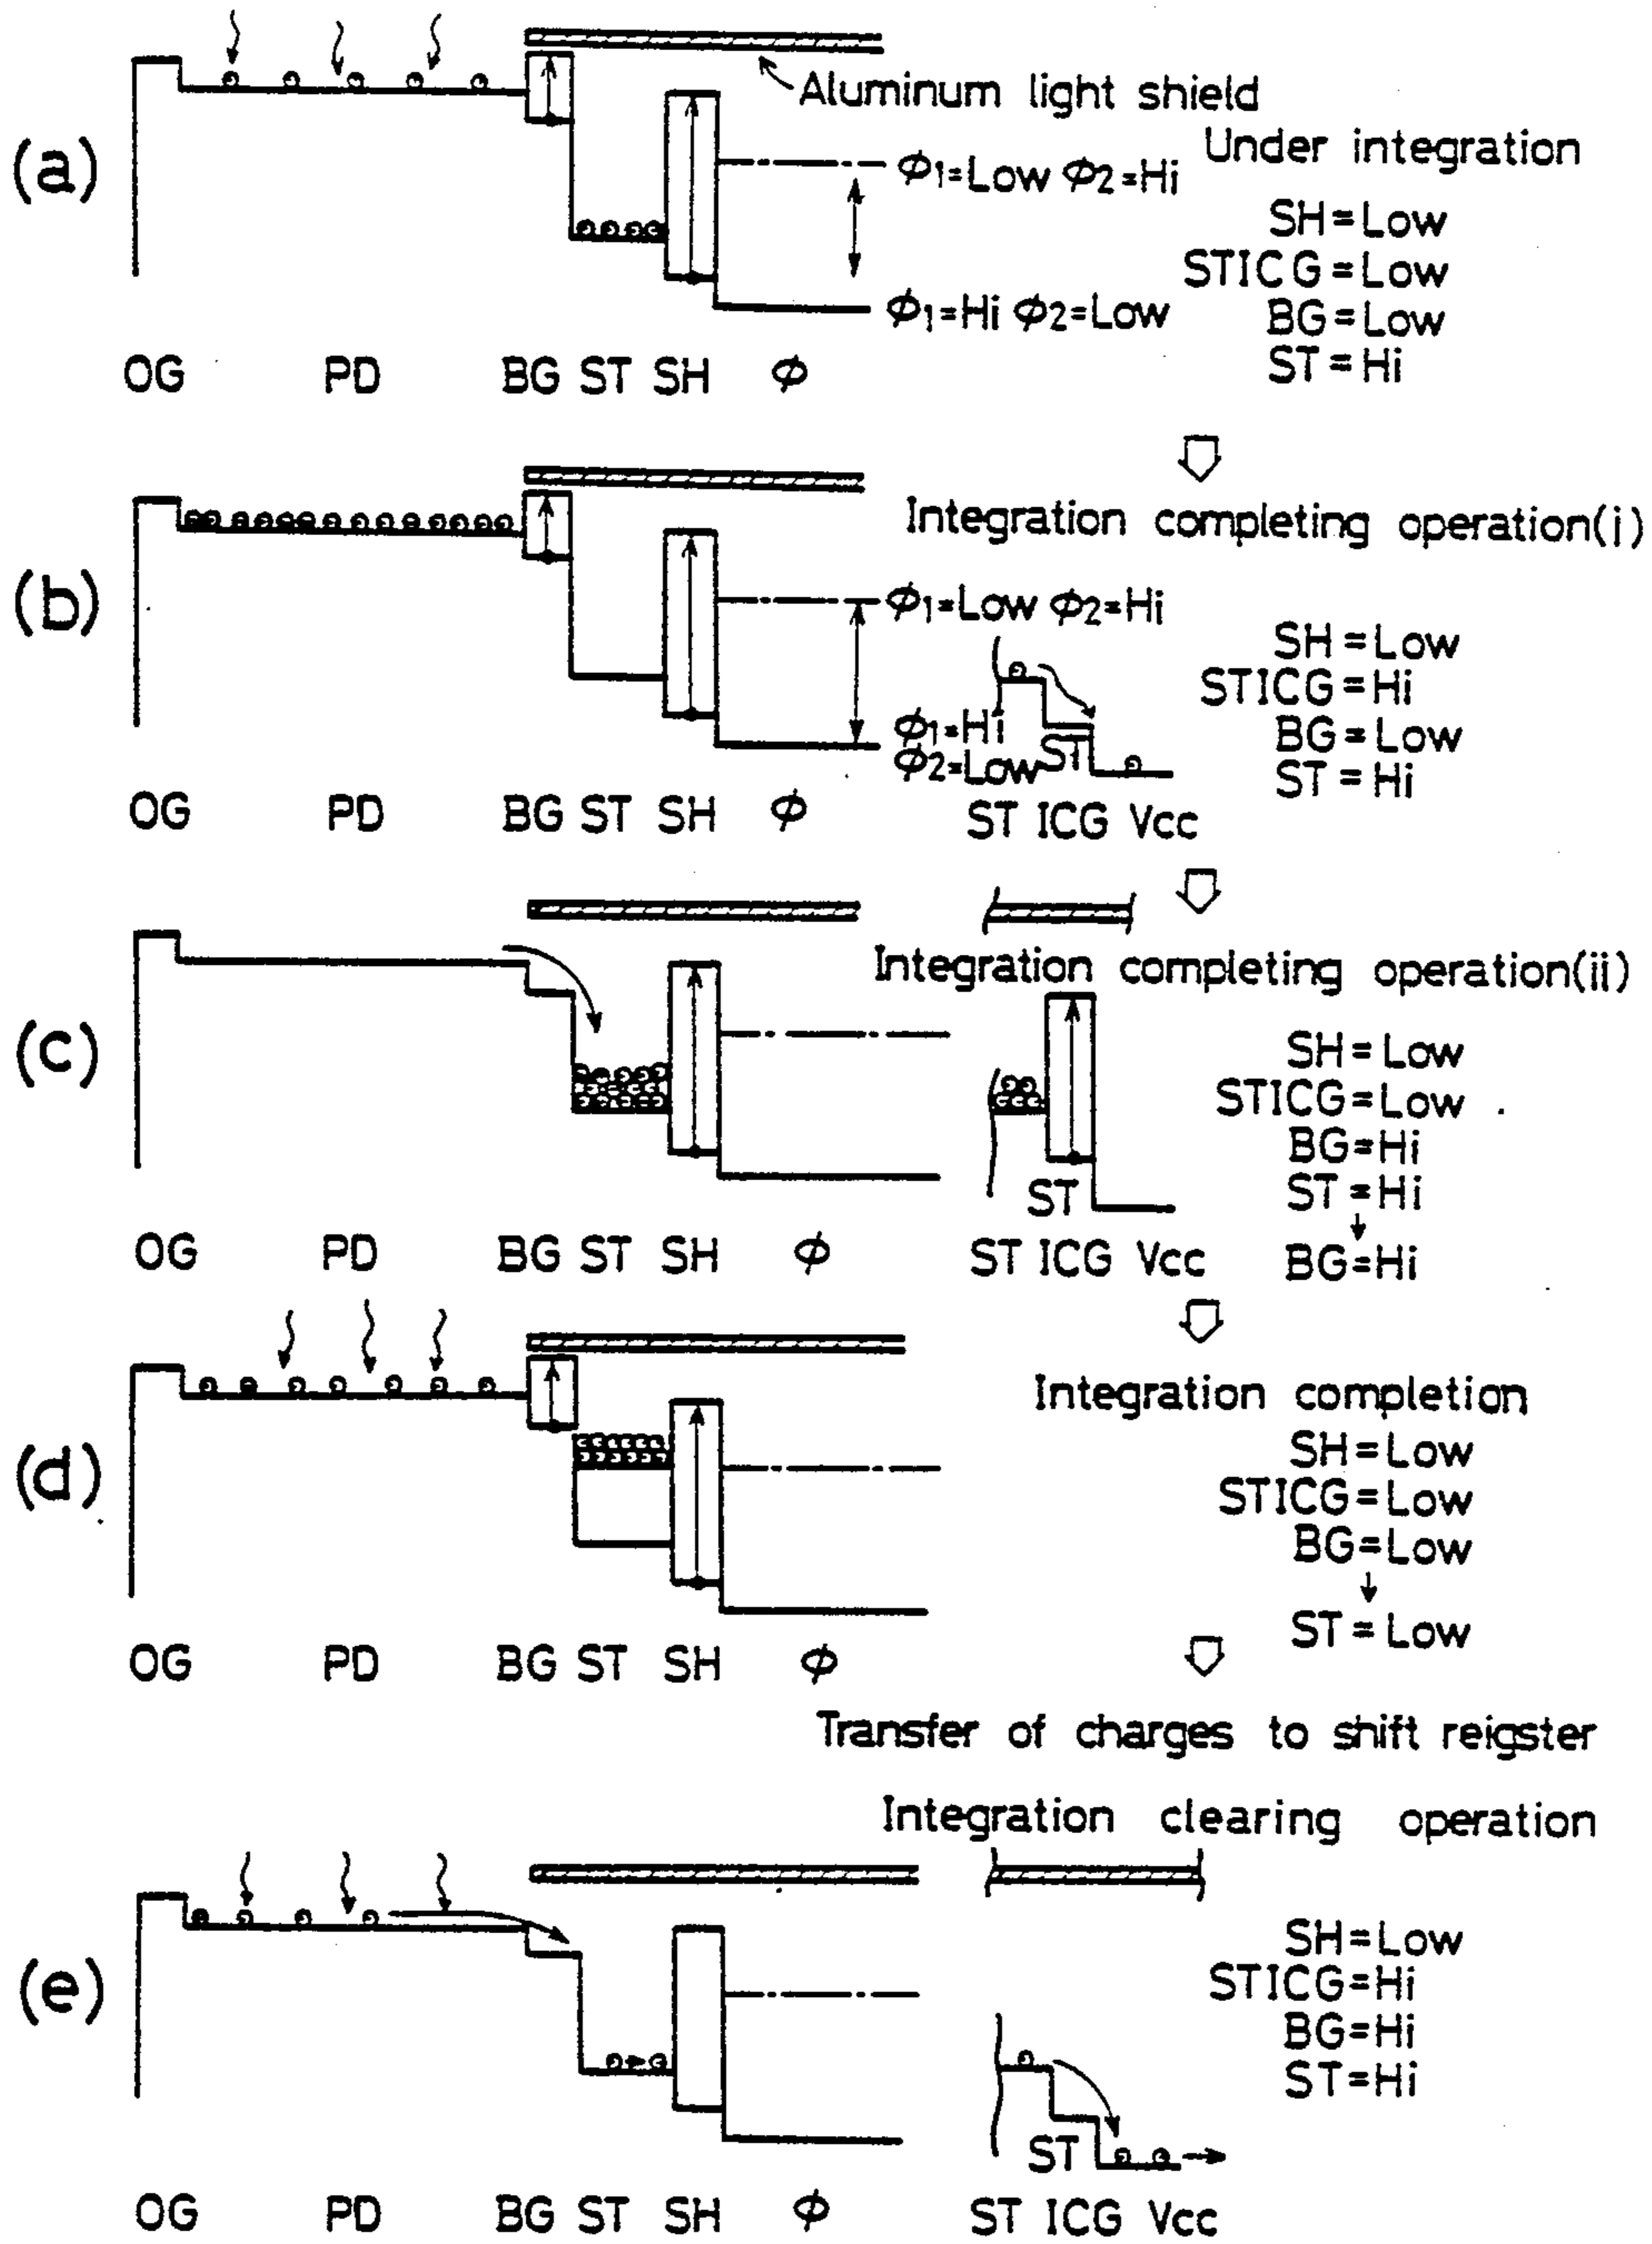 Aluminum light shield
(a)
Under integration
ϕ1=Low ϕ2=Hi
SH=Low
STICG=Low
ϕ1=Hi ϕ2=Low
BG=Low
ST=Hi
OG PD BG ST SH ϕ
(b)
Integration completing operation(i)
ϕ1=Low ϕ2=Hi
SH=Low
STICG=Hi
ϕ1=Hi
ϕ2=Low
ST
BG=Low
ST=Hi
OG PD BG ST SH ϕ
ST ICG Vcc
(c)
Integration completing operation(ii)
SH=Low
STICG=Low
BG=Hi
ST=Hi
↓
BG=Hi
ST
OG PD BG ST SH ϕ
ST ICG Vcc
(d)
Integration completion
SH=Low
STICG=Low
BG=Low
↓
ST=Low
OG PD BG ST SH ϕ
Transfer of charges to shift reigster
Integration clearing operation
(e)
SH=Low
STICG=Hi
BG=Hi
ST=Hi
ST
OG PD BG ST SH ϕ
ST ICG Vcc